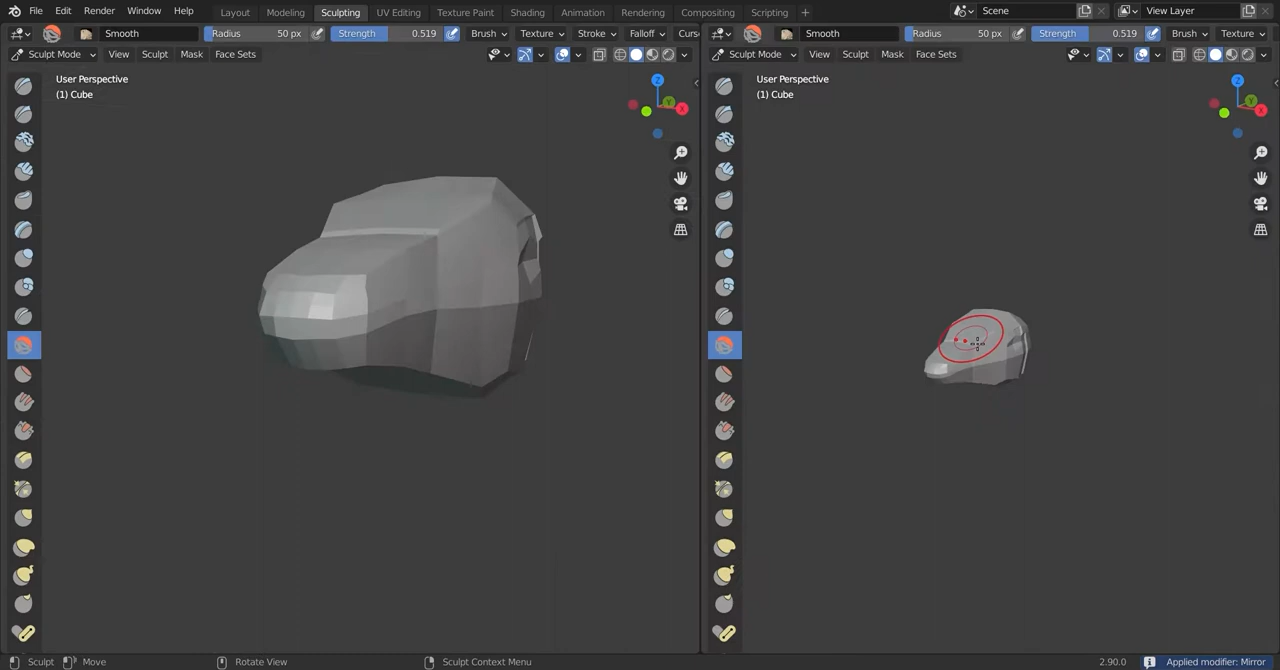 File Edit Render Window Help Layout Modeling Sculpting UV Editing Texture Paint Shading Animation Rendering Compositing Scripting + Scene View Layer
Smooth Radius 50 px Strength 0.519 Brush Texture Stroke Falloff Curs
Smooth Radius 50 px Strength 0.519 Brush Texture
Sculpt Mode View Sculpt Mask Face Sets
Sculpt Mode View Sculpt Mask Face Sets
User Perspective
(1) Cube
Z
Y
X
User Perspective
(1) Cube
Z
Y
X
Sculpt Move Rotate View Sculpt Context Menu 2.90.0 Applied modifier: Mirror